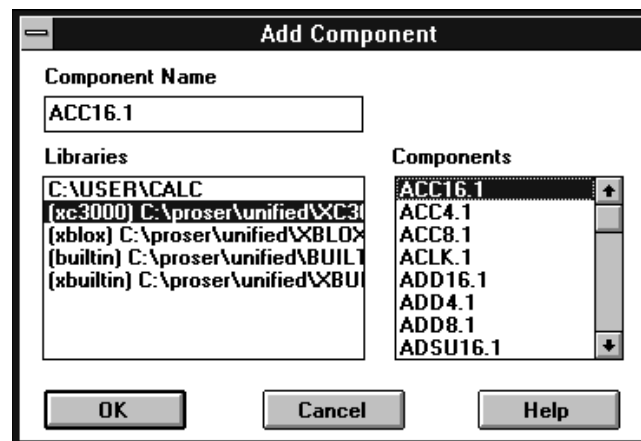 Add Component
Component Name
ACC16.1
Libraries
C:\USER\CALC
(xc3000) C:\proser\unified\XC3
(xblox) C:\proser\unified\XBLOX
(builtin) C:\proser\unified\BUILT
(xbuiltin) C:\proser\unified\XBUI
Components
ACC16.1
ACC4.1
ACC8.1
ACLK.1
ADD16.1
ADD4.1
ADD8.1
ADSU16.1
OK
Cancel
Help